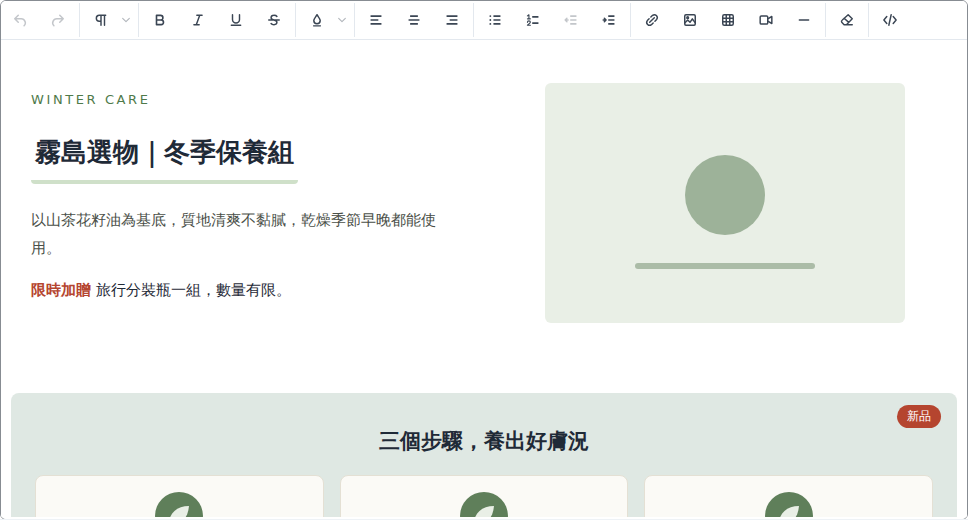 WINTER CARE
霧島選物 | 冬季保養組
以山茶花籽油為基底，質地清爽不黏膩，乾燥季節早晚都能使
用。
限時加贈 旅行分裝瓶一組，數量有限。
新品
三個步驟，養出好膚況